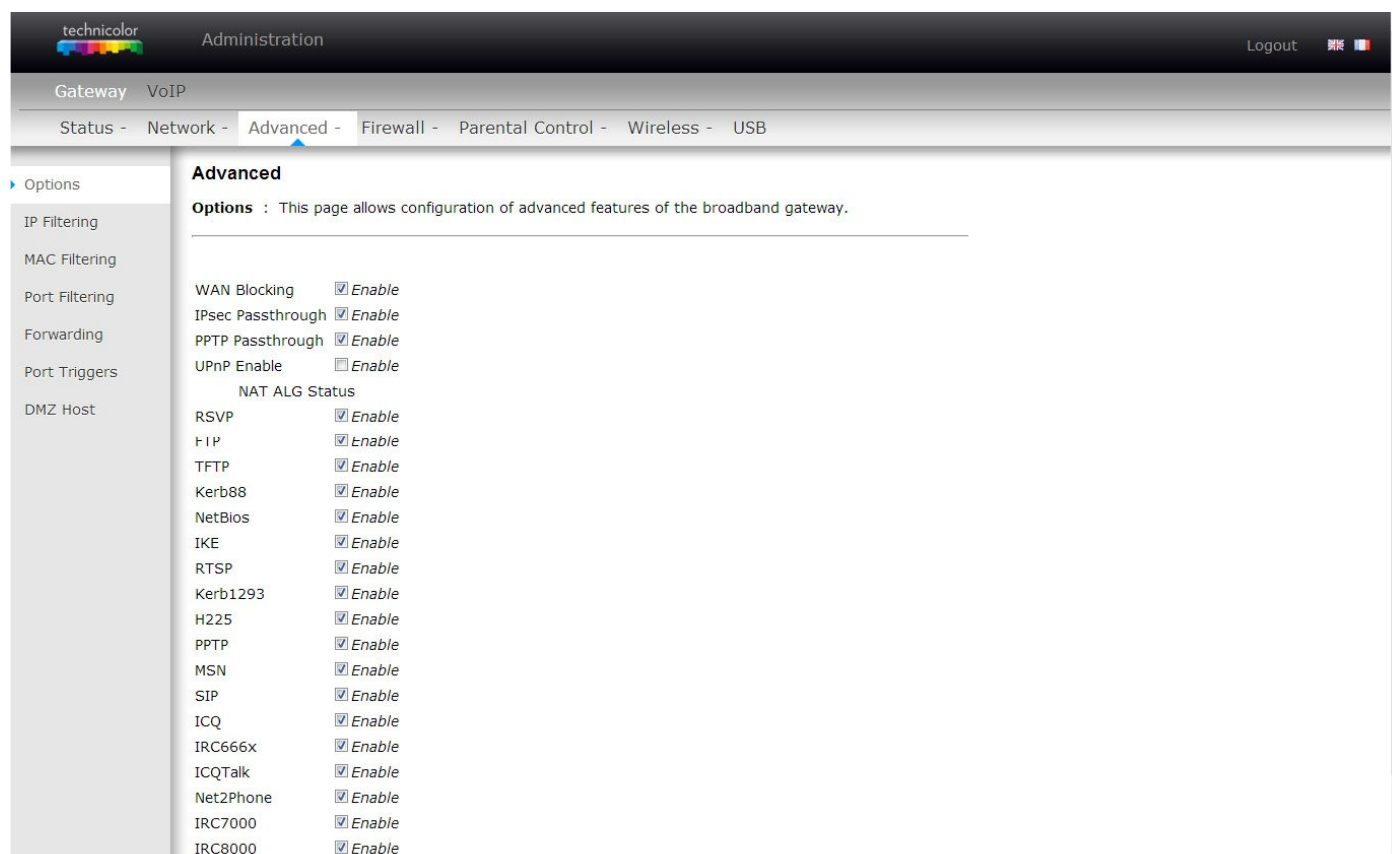 technicolor
Administration
Logout
Gateway VoIP
Status - Network - Advanced - Firewall - Parental Control - Wireless - USB
Options
IP Filtering
MAC Filtering
Port Filtering
Forwarding
Port Triggers
DMZ Host
Advanced
Options : This page allows configuration of advanced features of the broadband gateway.
WAN Blocking Enable
IPsec Passthrough Enable
PPTP Passthrough Enable
UPnP Enable Enable
NAT ALG Status
RSVP Enable
FTP Enable
TFTP Enable
Kerb88 Enable
NetBios Enable
IKE Enable
RTSP Enable
Kerb1293 Enable
H225 Enable
PPTP Enable
MSN Enable
SIP Enable
ICQ Enable
IRC666x Enable
ICQTalk Enable
Net2Phone Enable
IRC7000 Enable
IRC8000 Enable